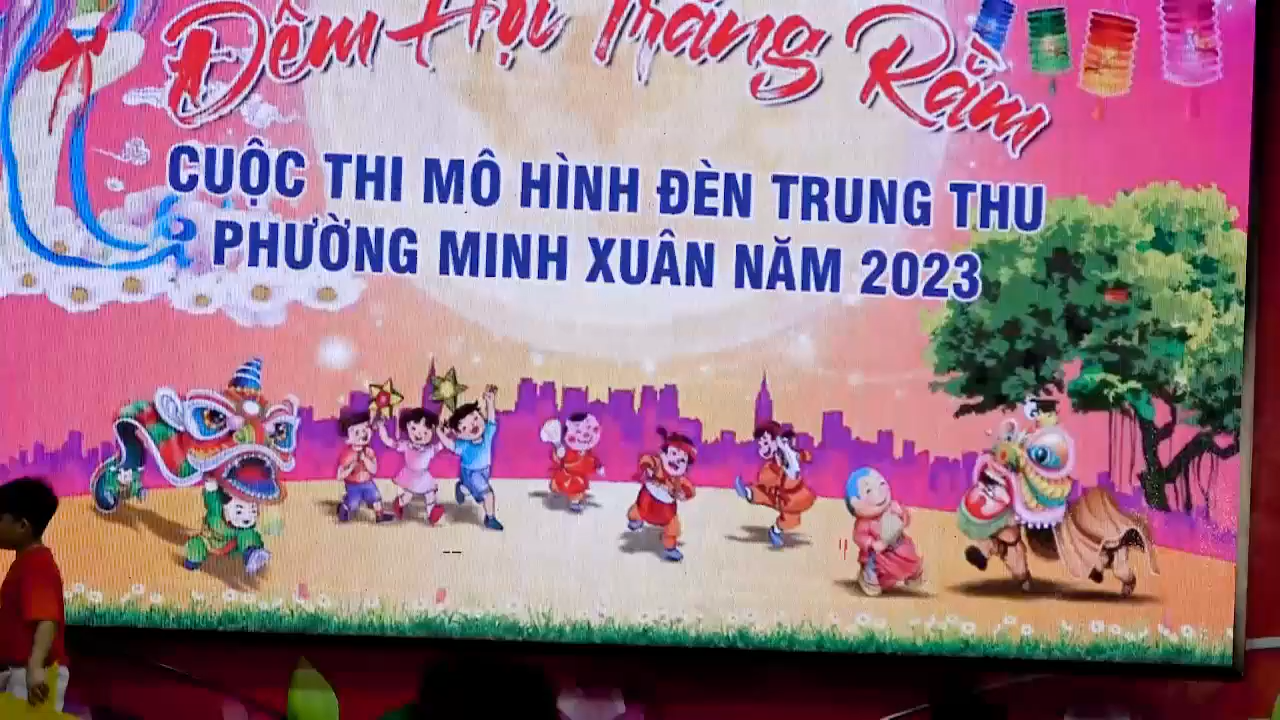 Đêm Hội Trăng Rằm
CUỘC THI MÔ HÌNH ĐÈN TRUNG THU
PHƯỜNG MINH XUÂN NĂM 2023